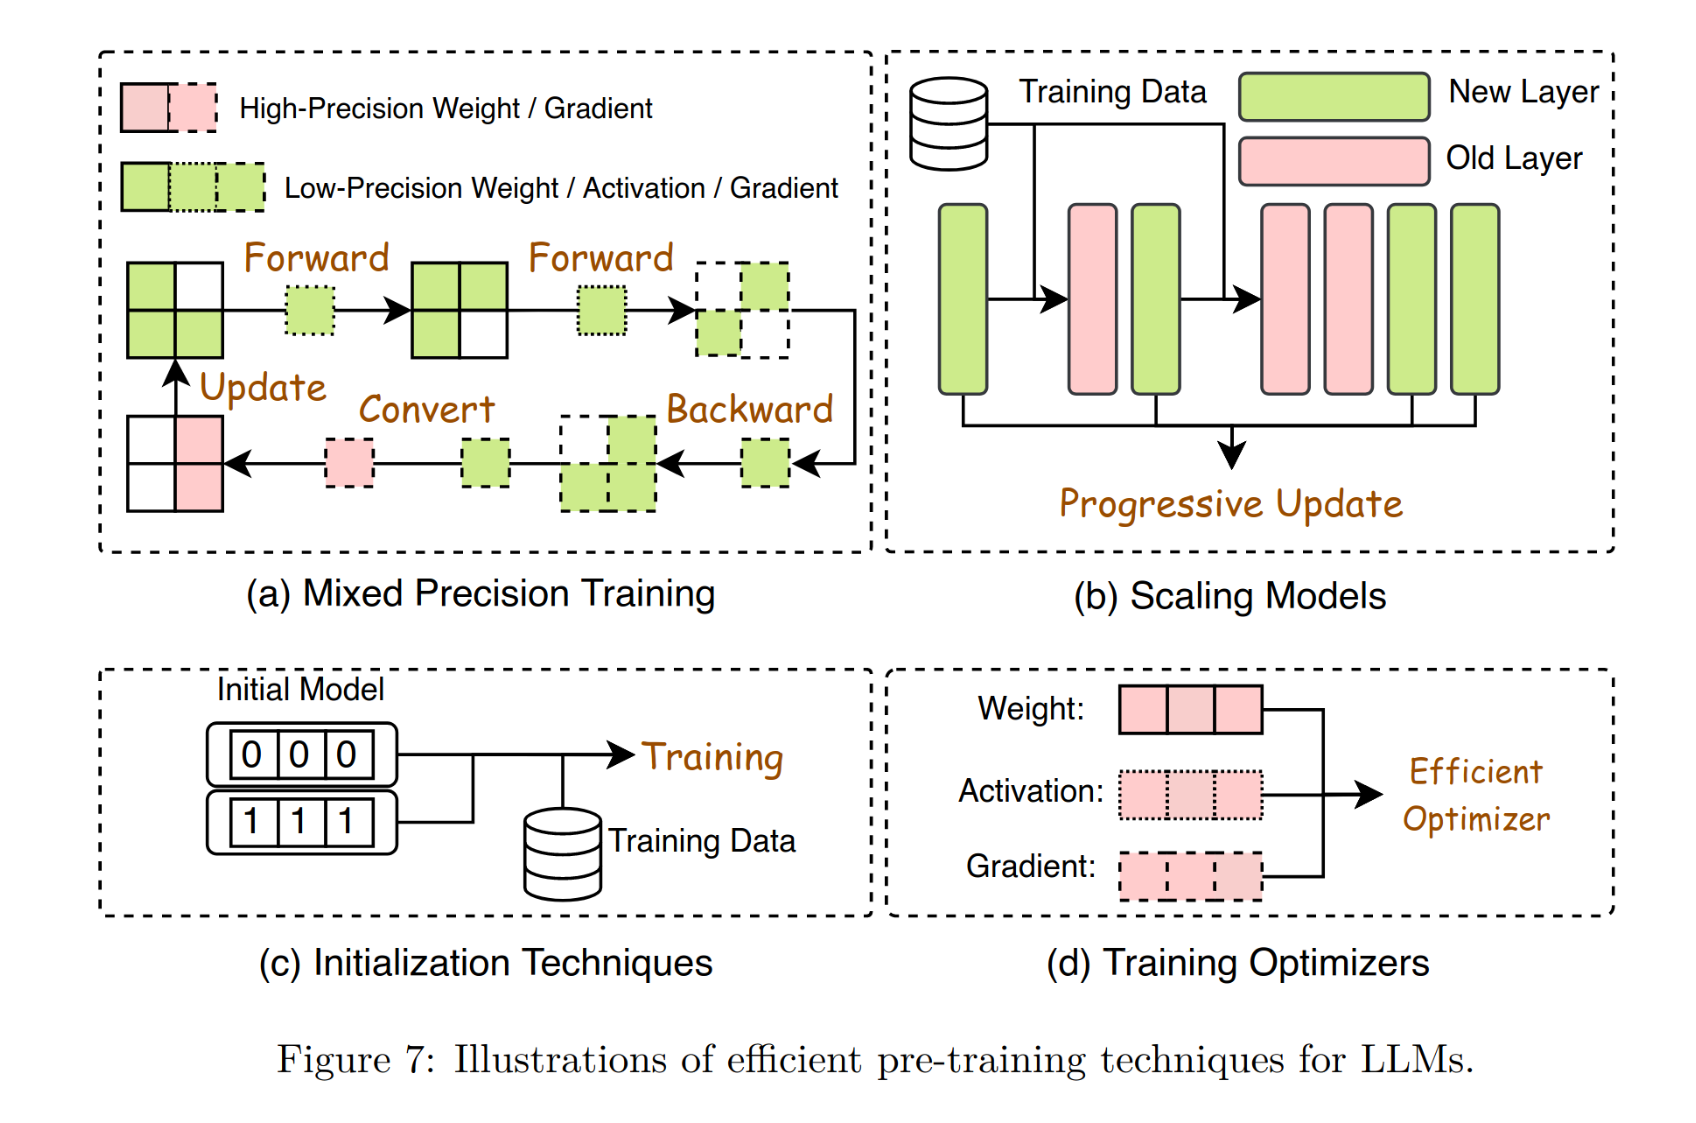 High-Precision Weight / Gradient
Low-Precision Weight / Activation / Gradient
Forward
Forward
Update
Convert
Backward
(a) Mixed Precision Training
Training Data
New Layer
Old Layer
Progressive Update
(b) Scaling Models
Initial Model
0 0 0
1 1 1
Training
Training Data
(c) Initialization Techniques
Weight:
Activation:
Gradient:
Efficient
Optimizer
(d) Training Optimizers
Figure 7: Illustrations of efficient pre-training techniques for LLMs.